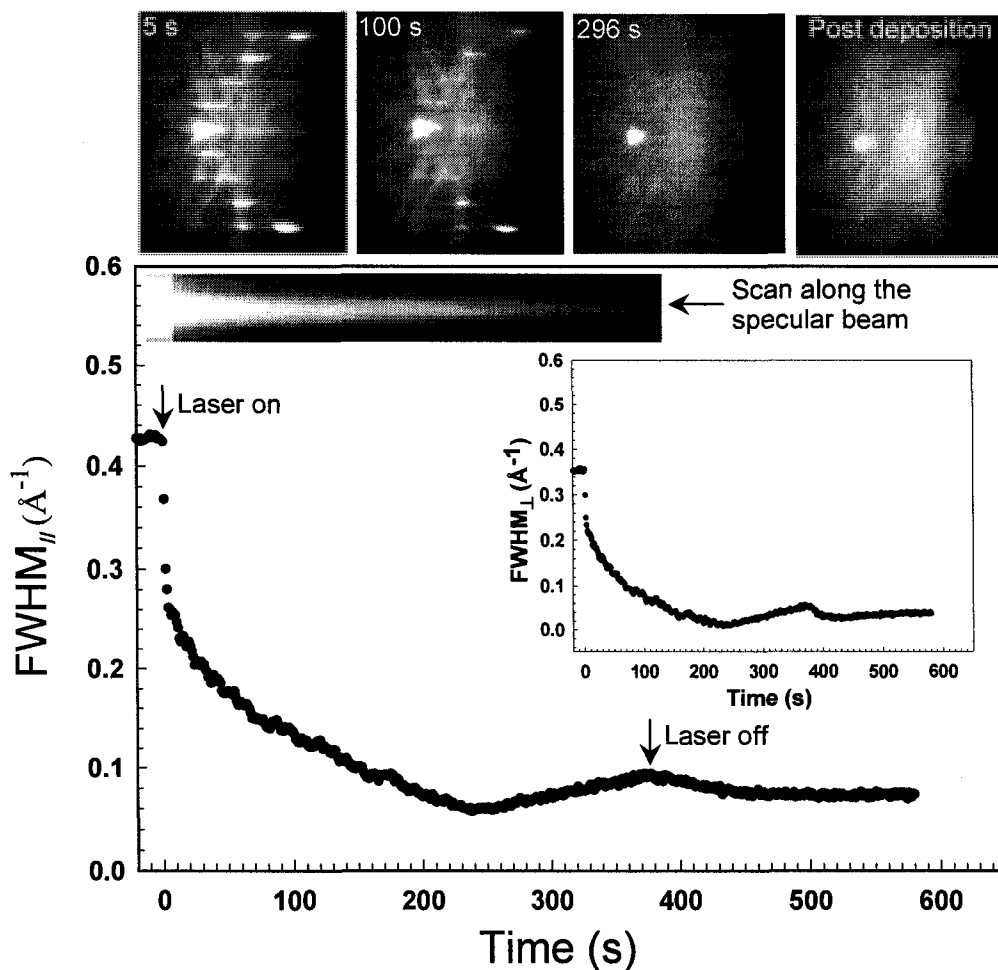 5 s
100 s
296 s
Post deposition
Scan along the
specular beam
Laser on
Laser off
FWHM// (Å-1)
0.6
0.5
0.4
0.3
0.2
0.1
0.0
0
100
200
300
400
500
600
Time (s)
FWHM⊥ (Å-1)
0.6
0.5
0.4
0.3
0.2
0.1
0.0
0
100
200
300
400
500
600
Time (s)